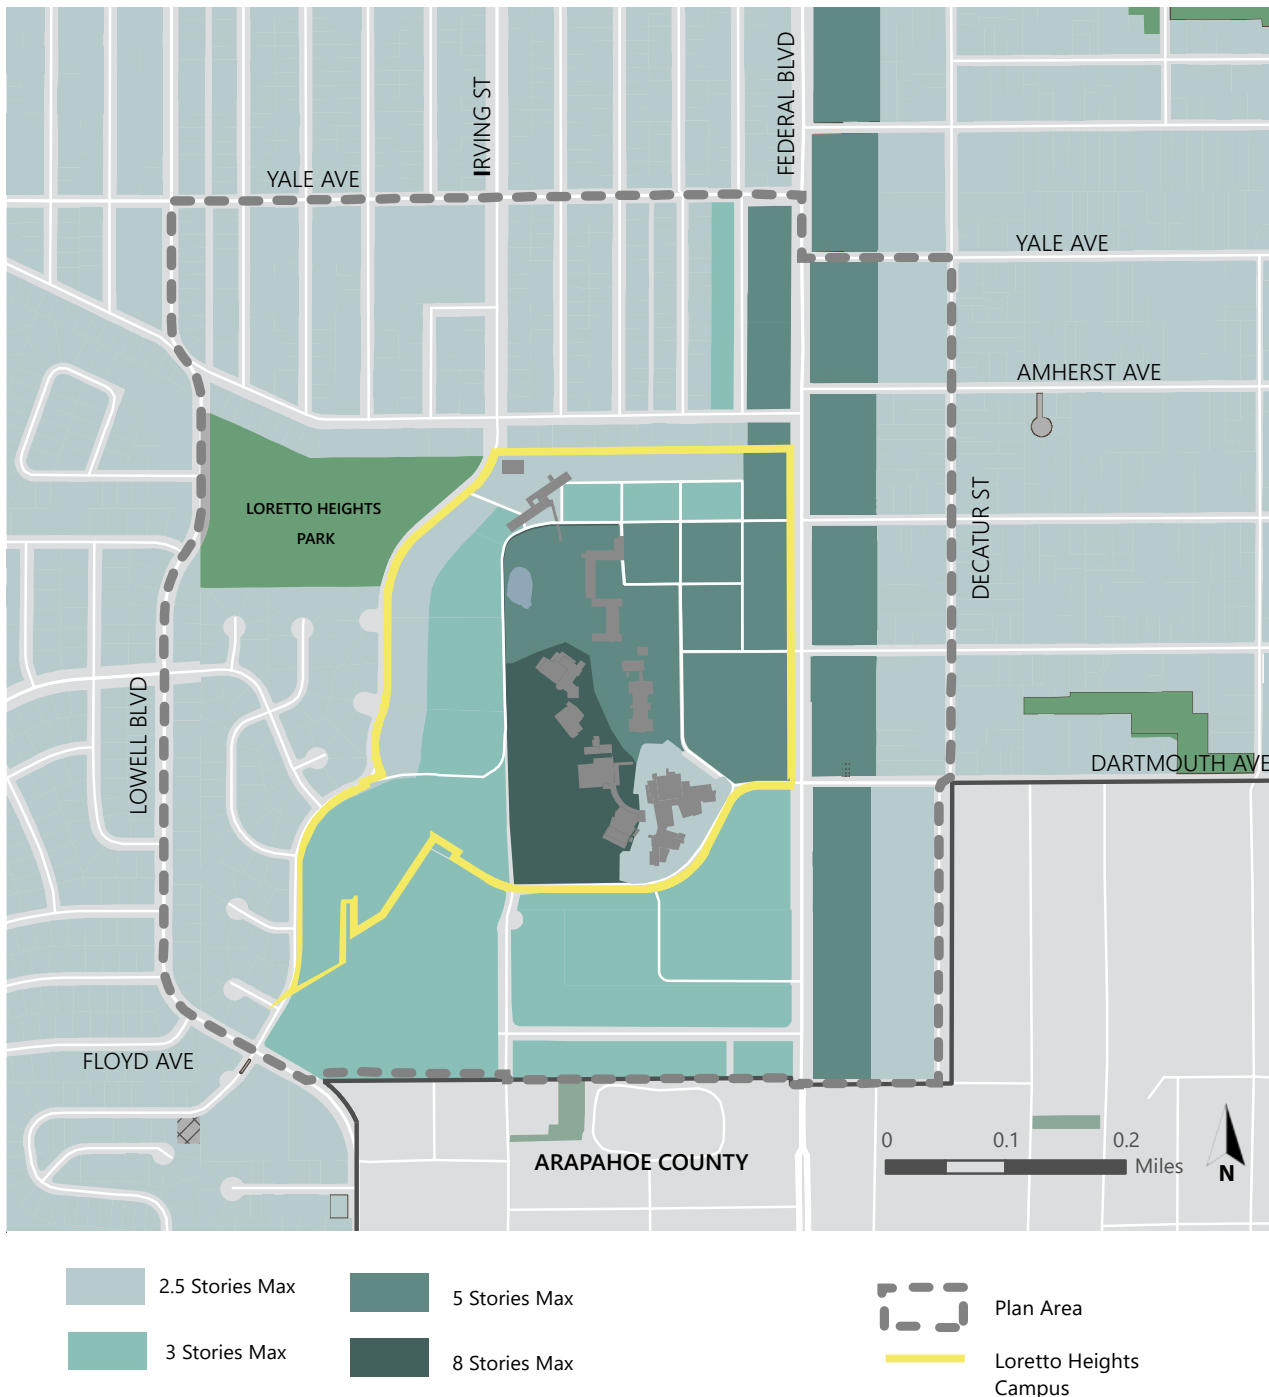 IRVING ST
FEDERAL BLVD
YALE AVE
YALE AVE
AMHERST AVE
LORETTO HEIGHTS
PARK
DECATUR ST
LOWELL BLVD
DARTMOUTH AVE
FLOYD AVE
ARAPAHOE COUNTY
0 0.1 0.2
Miles
N
2.5 Stories Max
5 Stories Max
Plan Area
3 Stories Max
8 Stories Max
Loretto Heights
Campus